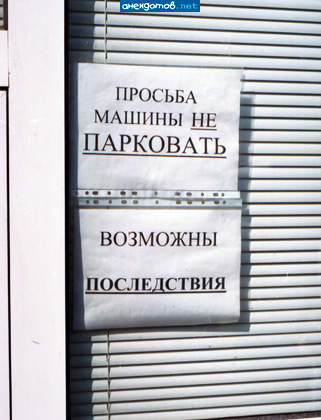 анекдотов.net
ПРОСЬБА
МАШИНЫ НЕ
ПАРКОВАТЬ
ВОЗМОЖНЫ
ПОСЛЕДСТВИЯ